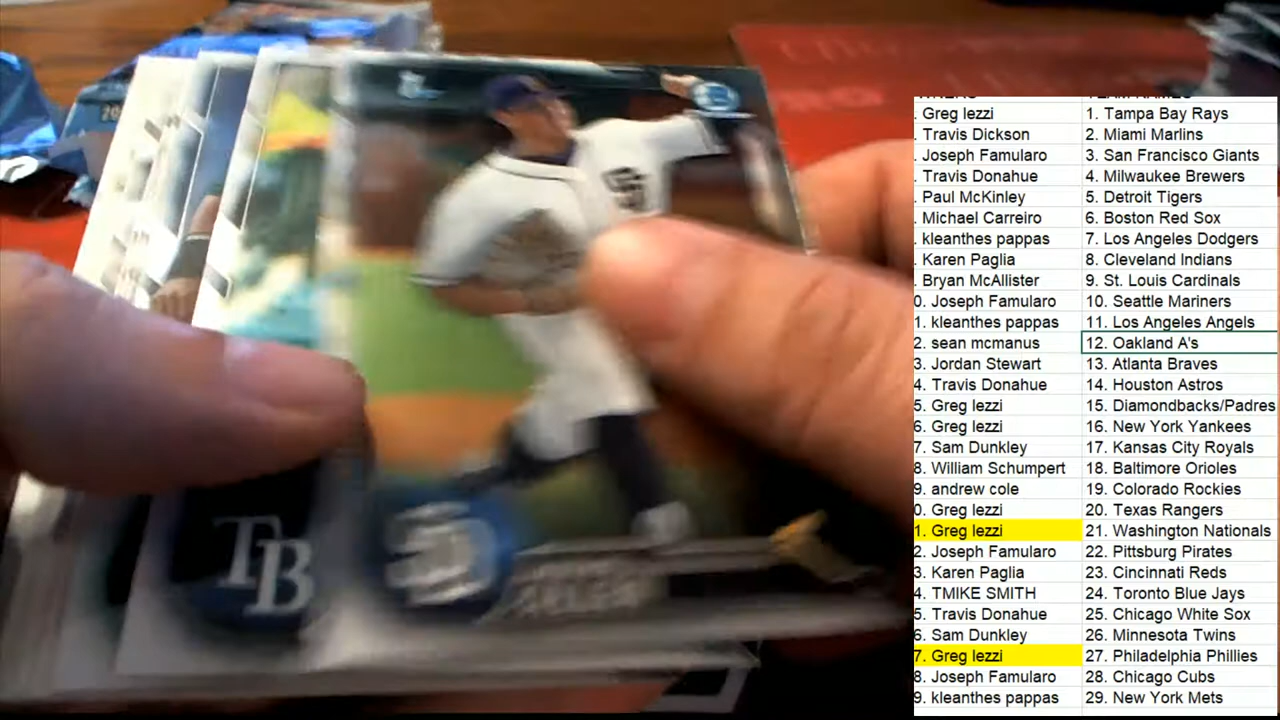 . Greg Iezzi 1. Tampa Bay Rays
. Travis Dickson 2. Miami Marlins
. Joseph Famularo 3. San Francisco Giants
. Travis Donahue 4. Milwaukee Brewers
. Paul McKinley 5. Detroit Tigers
. Michael Carreiro 6. Boston Red Sox
. kleanthes pappas 7. Los Angeles Dodgers
. Karen Paglia 8. Cleveland Indians
. Bryan McAllister 9. St. Louis Cardinals
0. Joseph Famularo 10. Seattle Mariners
1. kleanthes pappas 11. Los Angeles Angels
2. sean mcmanus 12. Oakland A's
3. Jordan Stewart 13. Atlanta Braves
4. Travis Donahue 14. Houston Astros
5. Greg Iezzi 15. Diamondbacks/Padres
6. Greg Iezzi 16. New York Yankees
7. Sam Dunkley 17. Kansas City Royals
8. William Schumpert 18. Baltimore Orioles
9. andrew cole 19. Colorado Rockies
0. Greg Iezzi 20. Texas Rangers
1. Greg Iezzi 21. Washington Nationals
2. Joseph Famularo 22. Pittsburg Pirates
3. Karen Paglia 23. Cincinnati Reds
4. TMIKE SMITH 24. Toronto Blue Jays
5. Travis Donahue 25. Chicago White Sox
6. Sam Dunkley 26. Minnesota Twins
7. Greg Iezzi 27. Philadelphia Phillies
8. Joseph Famularo 28. Chicago Cubs
9. kleanthes pappas 29. New York Mets
20
TB
SD